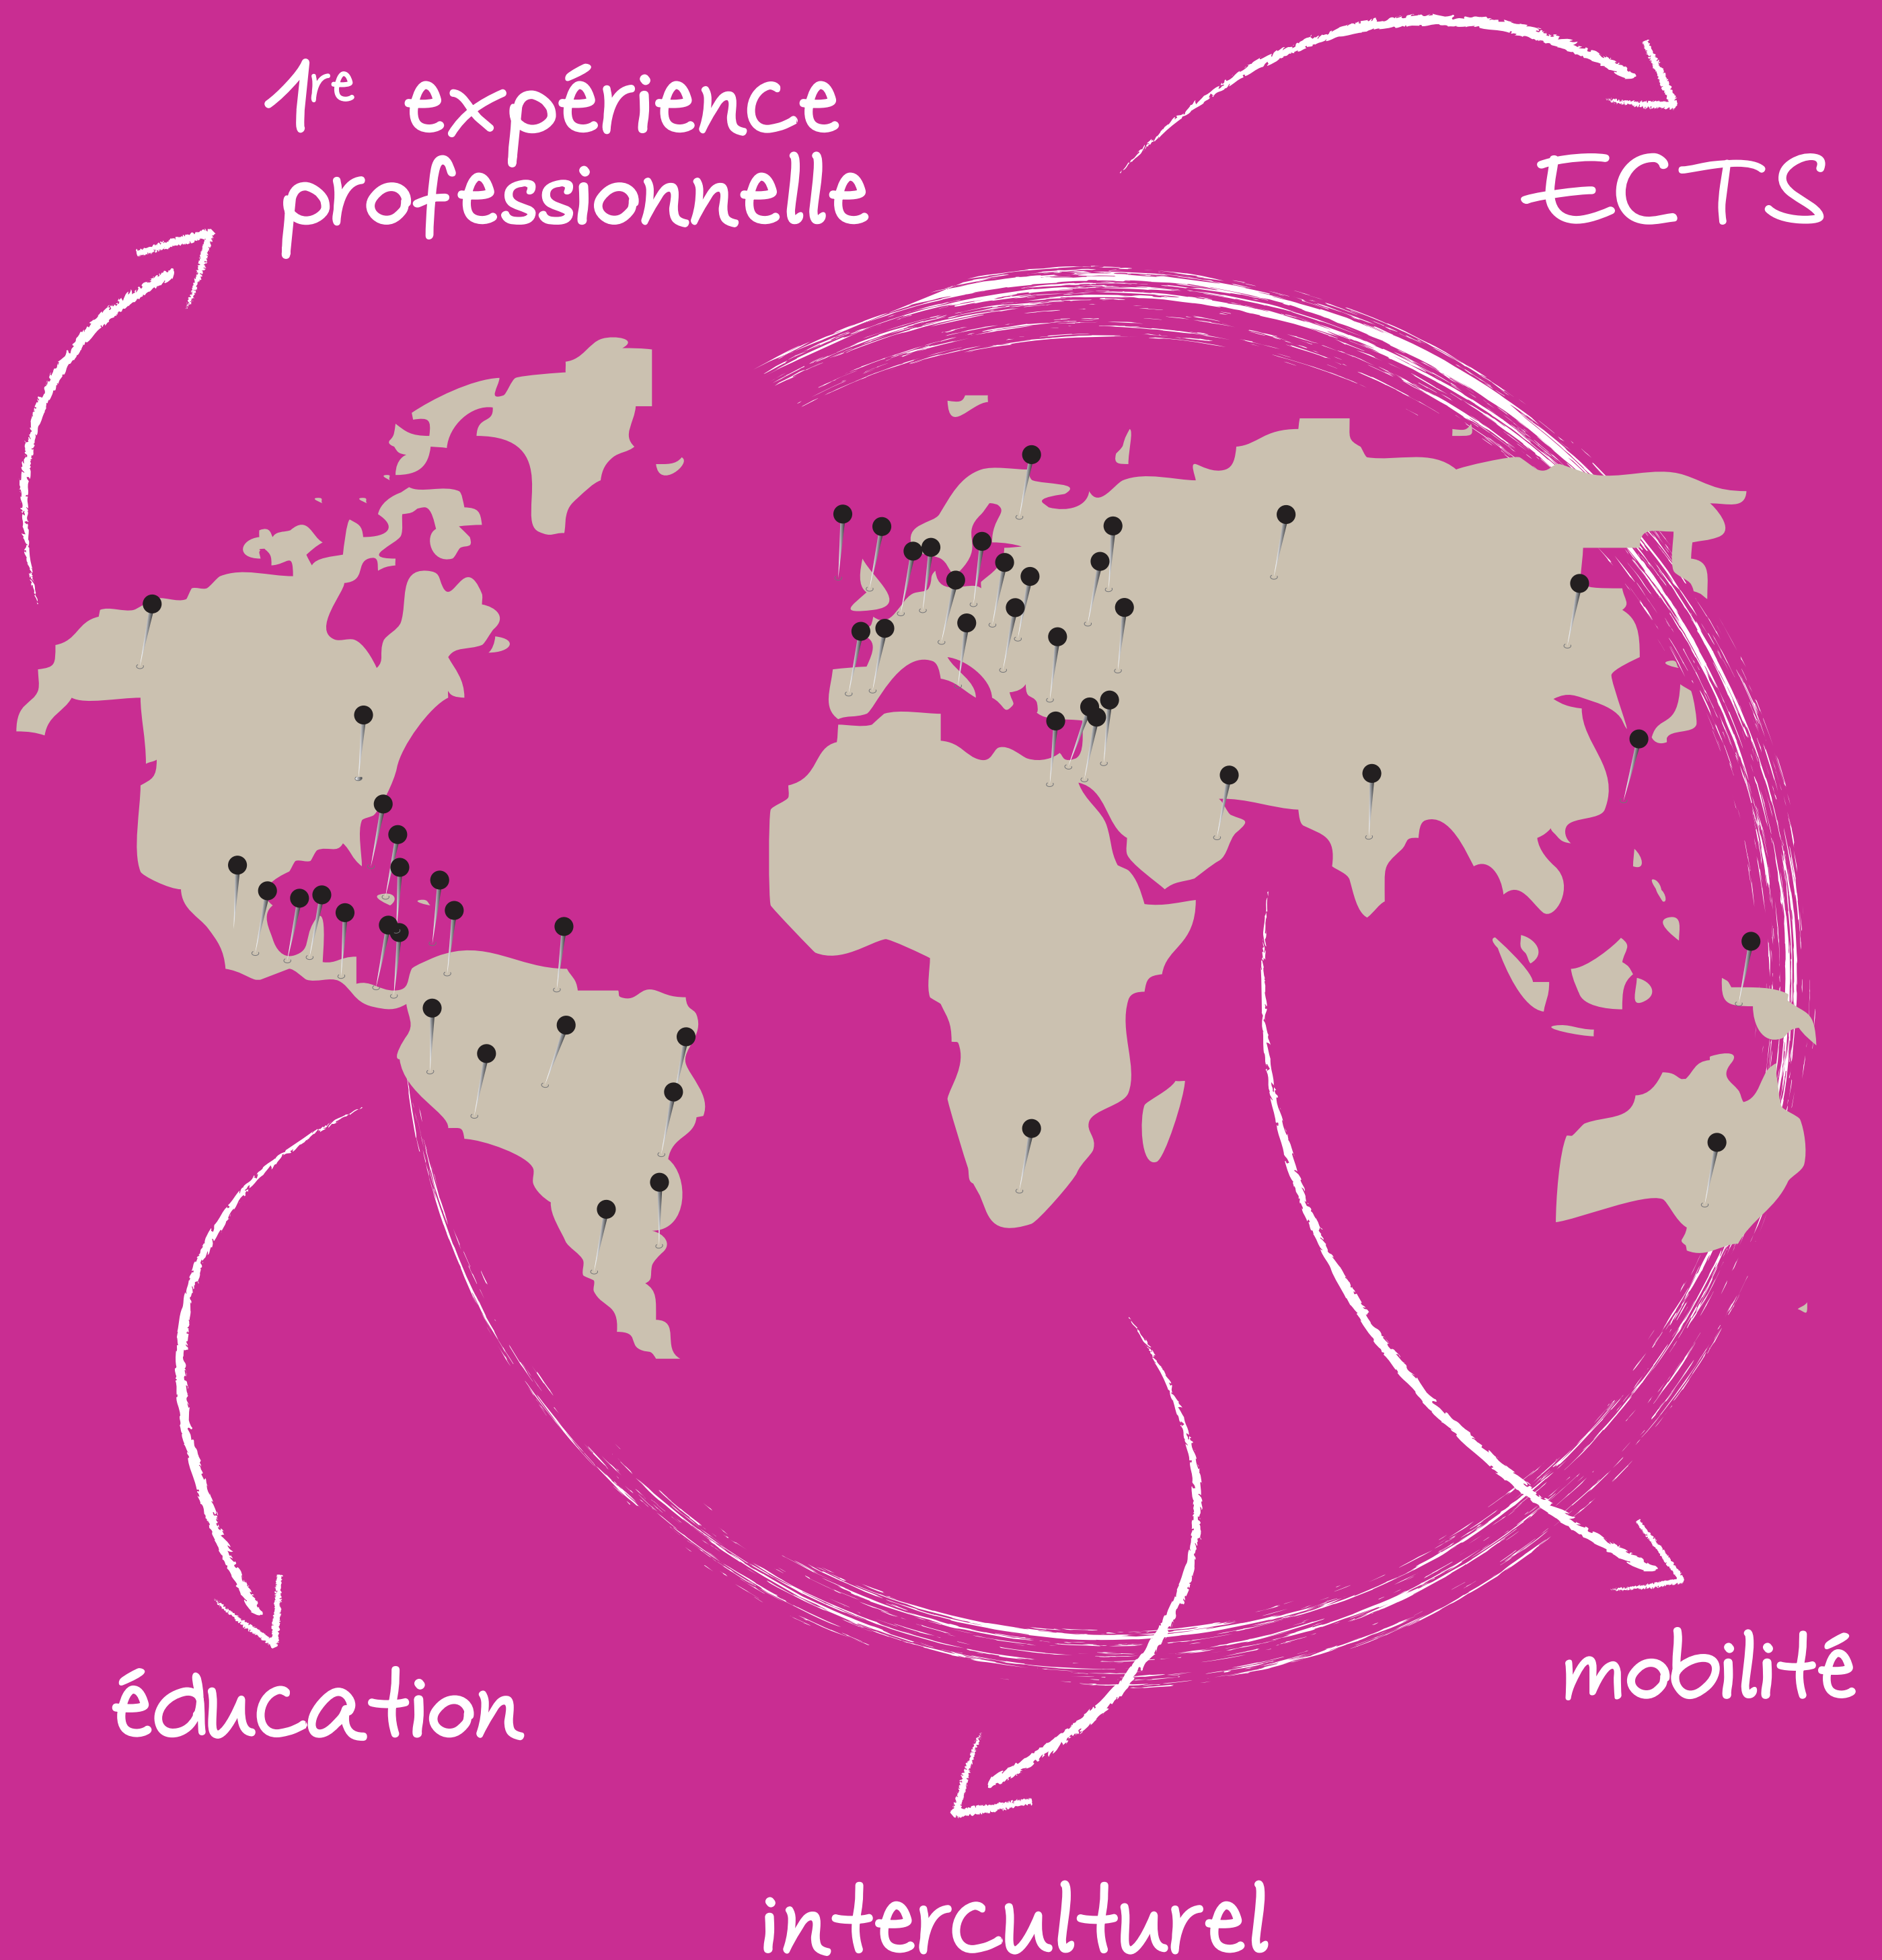 1re expérience
professionnelle
ECTS
éducation
mobilité
interculturel